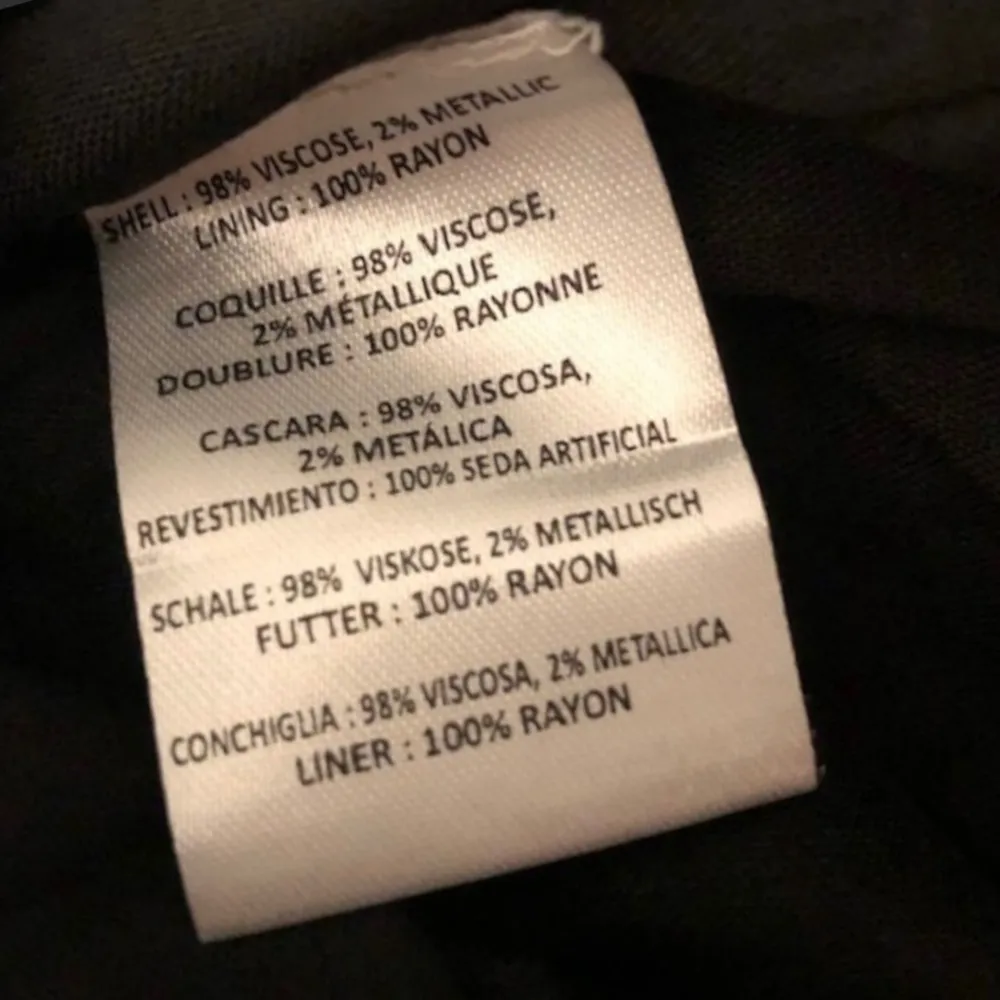 SHELL : 98% VISCOSE, 2% METALLIC
LINING : 100% RAYON
COQUILLE : 98% VISCOSE,
2% MÉTALLIQUE
DOUBLURE : 100% RAYONNE
CASCARA : 98% VISCOSA,
2% METÁLICA
REVESTIMIENTO : 100% SEDA ARTIFICIAL
SCHALE : 98% VISKOSE, 2% METALLISCH
FUTTER : 100% RAYON
CONCHIGLIA : 98% VISCOSA, 2% METALLICA
LINER : 100% RAYON